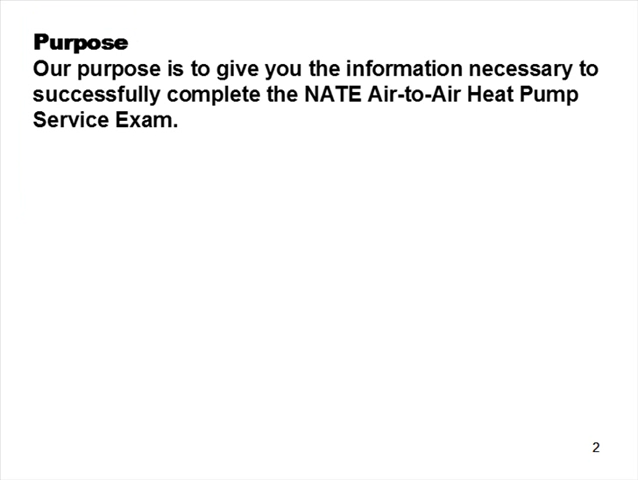 Purpose
Our purpose is to give you the information necessary to
successfully complete the NATE Air-to-Air Heat Pump
Service Exam.
2